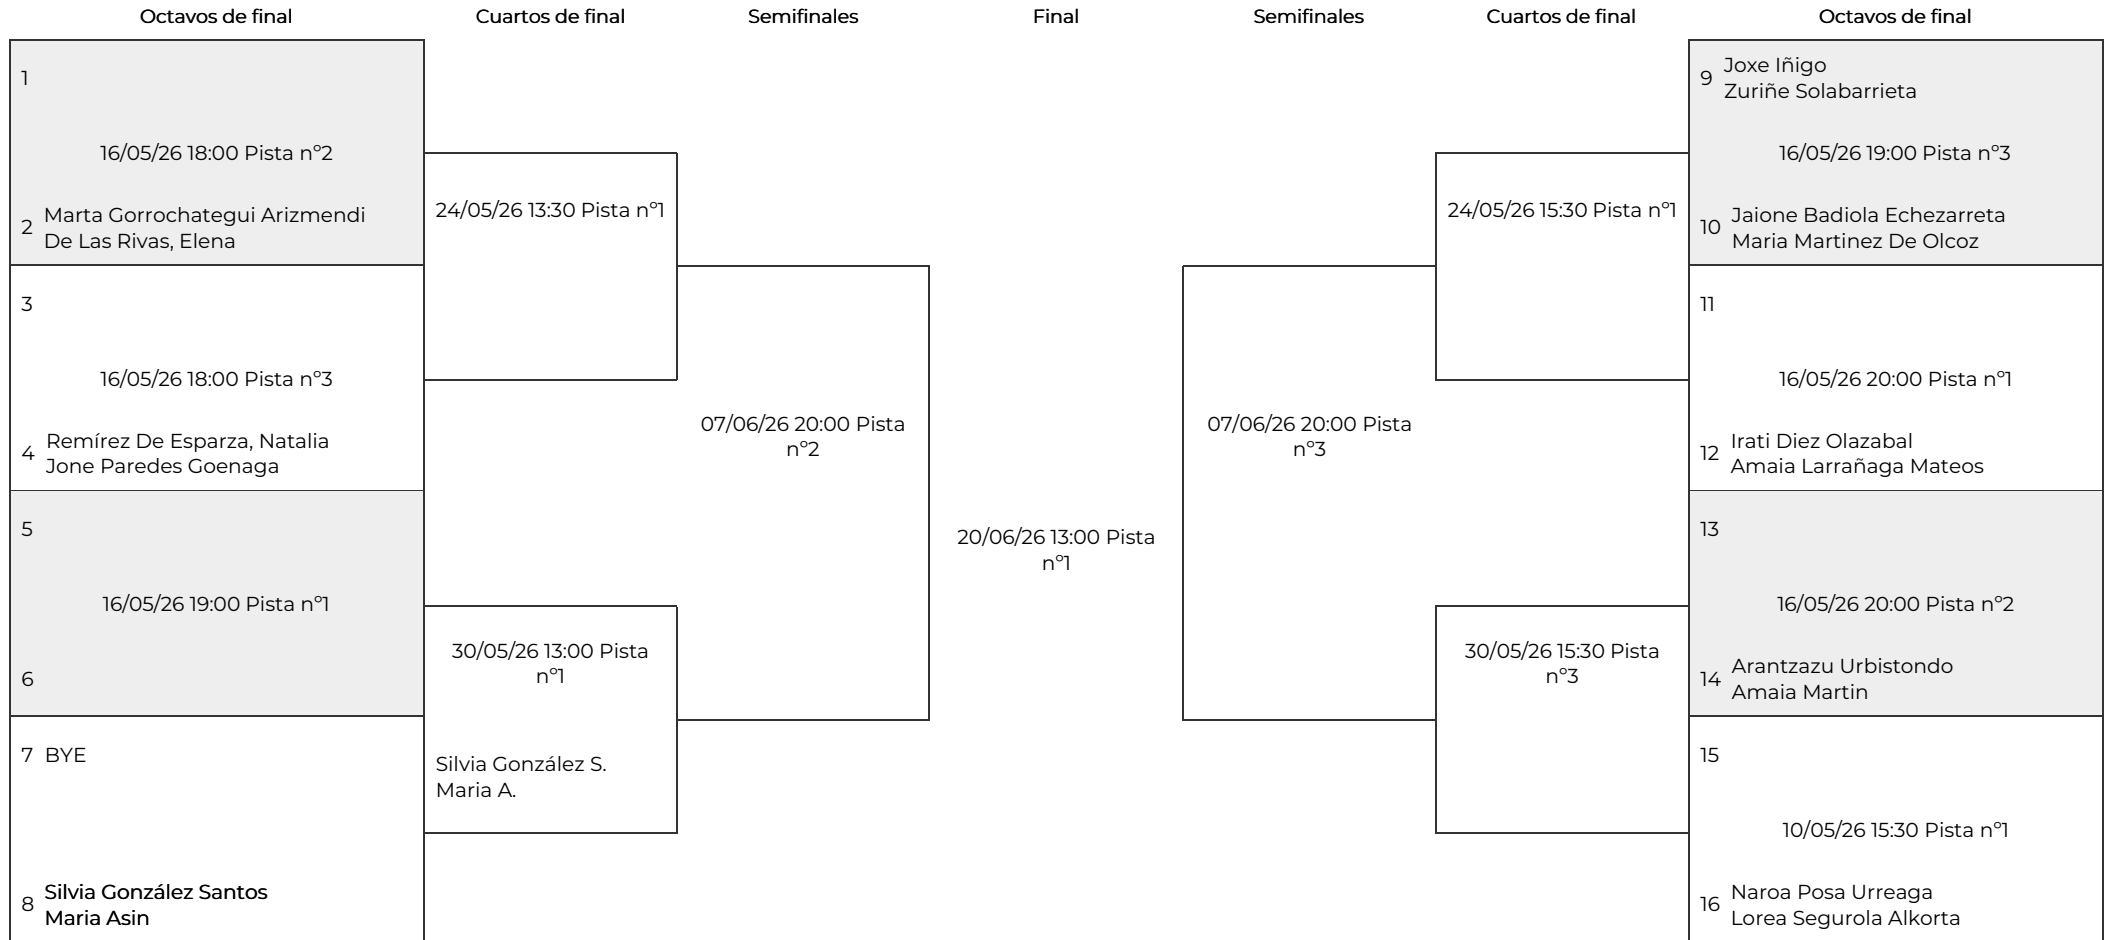 Octavos de final
Cuartos de final
Semifinales
Final
Semifinales
Cuartos de final
Octavos de final
1
16/05/26 18:00 Pista nº2
2
Marta Gorrochategui Arizmendi
De Las Rivas, Elena
3
16/05/26 18:00 Pista nº3
4
Remírez De Esparza, Natalia
Jone Paredes Goenaga
5
16/05/26 19:00 Pista nº1
6
7 BYE
8
Silvia González Santos
Maria Asin
24/05/26 13:30 Pista nº1
30/05/26 13:00 Pista
nº1
Silvia González S.
Maria A.
07/06/26 20:00 Pista
nº2
20/06/26 13:00 Pista
nº1
07/06/26 20:00 Pista
nº3
24/05/26 15:30 Pista nº1
30/05/26 15:30 Pista
nº3
9
Joxe Iñigo
Zuriñe Solabarrieta
16/05/26 19:00 Pista nº3
10
Jaione Badiola Echezarreta
Maria Martinez De Olcoz
11
16/05/26 20:00 Pista nº1
12
Irati Diez Olazabal
Amaia Larrañaga Mateos
13
16/05/26 20:00 Pista nº2
14
Arantzazu Urbistondo
Amaia Martin
15
10/05/26 15:30 Pista nº1
16
Naroa Posa Urreaga
Lorea Segurola Alkorta